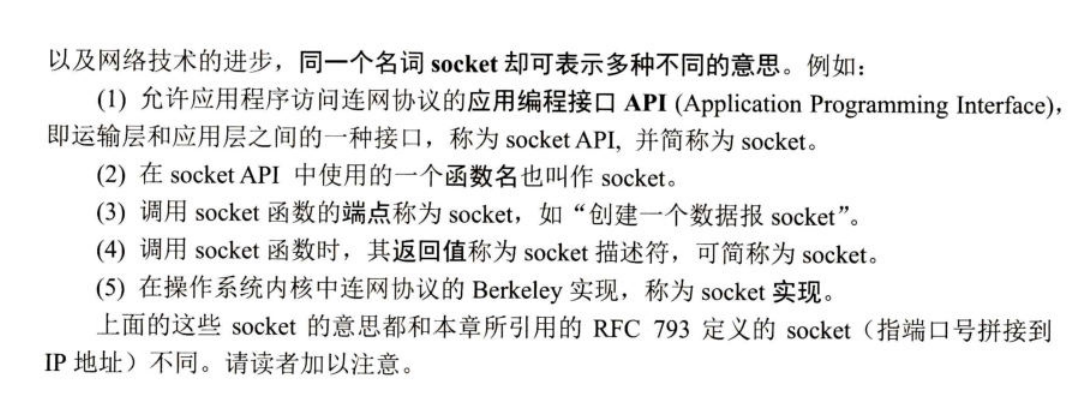 以及网络技术的进步，同一个名词 socket 却可表示多种不同的意思。例如：
(1) 允许应用程序访问连网协议的应用编程接口 API (Application Programming Interface)，
即运输层和应用层之间的一种接口，称为 socket API, 并简称为 socket。
(2) 在 socket API 中使用的一个函数名也叫作 socket。
(3) 调用 socket 函数的端点称为 socket，如“创建一个数据报 socket”。
(4) 调用 socket 函数时，其返回值称为 socket 描述符，可简称为 socket。
(5) 在操作系统内核中连网协议的 Berkeley 实现，称为 socket 实现。
上面的这些 socket 的意思都和本章所引用的 RFC 793 定义的 socket（指端口号拼接到
IP 地址）不同。请读者加以注意。